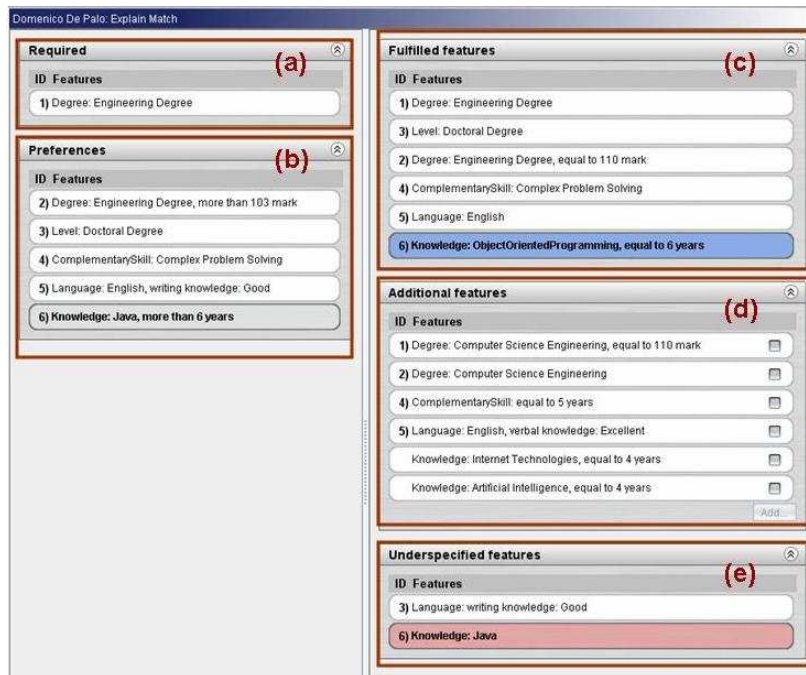 Domenico De Palo: Explain Match
Required
(a)
ID Features
1) Degree: Engineering Degree
Preferences
(b)
ID Features
2) Degree: Engineering Degree, more than 103 mark
3) Level: Doctoral Degree
4) ComplementarySkill: Complex Problem Solving
5) Language: English, writing knowledge: Good
6) Knowledge: Java, more than 6 years
Fulfilled features
(c)
ID Features
1) Degree: Engineering Degree
3) Level: Doctoral Degree
2) Degree: Engineering Degree, equal to 110 mark
4) ComplementarySkill: Complex Problem Solving
5) Language: English
6) Knowledge: ObjectOrientedProgramming, equal to 6 years
Additional features
(d)
ID Features
1) Degree: Computer Science Engineering, equal to 110 mark
2) Degree: Computer Science Engineering
4) ComplementarySkill: equal to 5 years
5) Language: English, verbal knowledge: Excellent
Knowledge: Internet Technologies, equal to 4 years
Knowledge: Artificial Intelligence, equal to 4 years
Add...
Underspecified features
(e)
ID Features
3) Language: writing knowledge: Good
6) Knowledge: Java